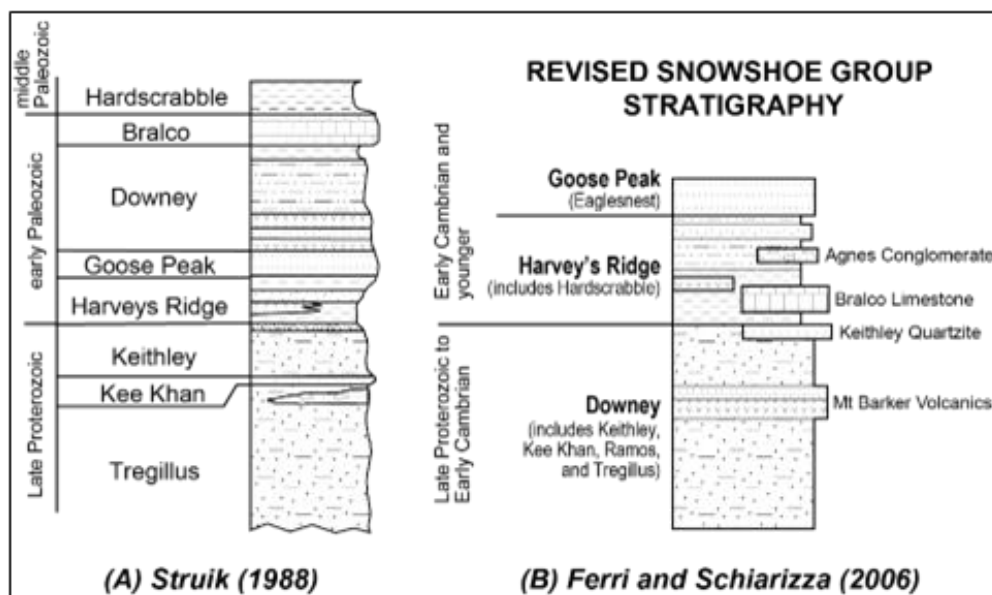 middle
Paleozoic
early Paleozoic
Late Proterozoic
Hardscrabble
Bralco
Downey
Goose Peak
Harveys Ridge
Keithley
Kee Khan
Tregillus
(A) Struik (1988)
REVISED SNOWSHOE GROUP
STRATIGRAPHY
Early Cambrian and
younger
Late Proterozoic to
Early Cambrian
Goose Peak
(Eaglesnest)
Harvey's Ridge
(includes Hardscrabble)
Downey
(includes Keithley,
Kee Khan, Ramos,
and Tregillus)
Agnes Conglomerate
Bralco Limestone
Keithley Quartzite
Mt Barker Volcanics
(B) Ferri and Schiarizza (2006)